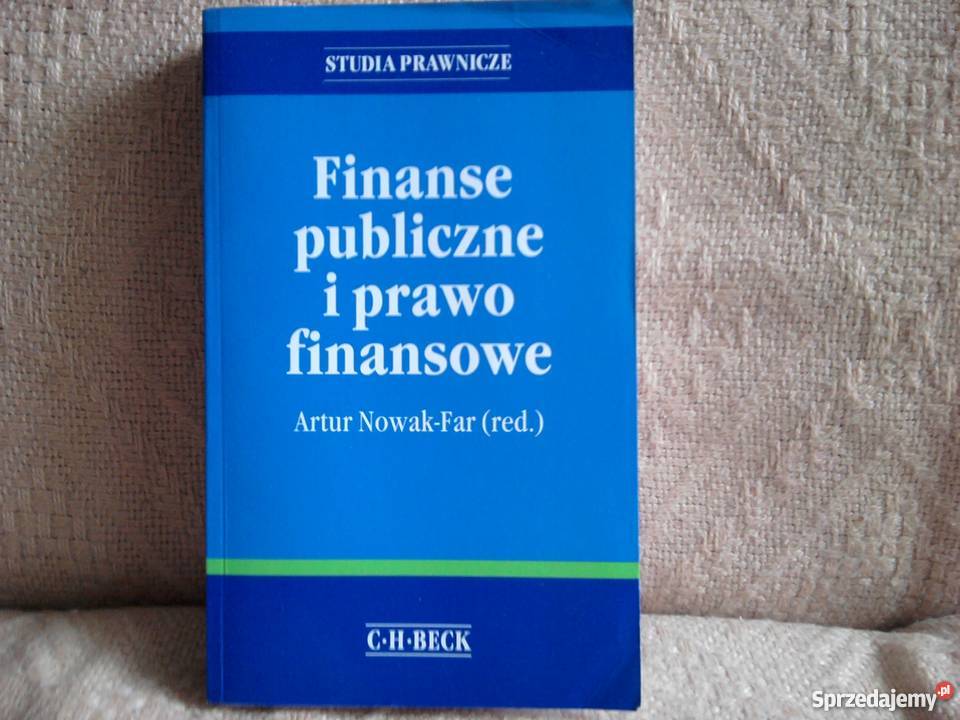 STUDIA PRAWNICZE
Finanse
publiczne
i prawo
finansowe
Artur Nowak-Far (red.)
C·H·BECK
Sprzedajemy.pl